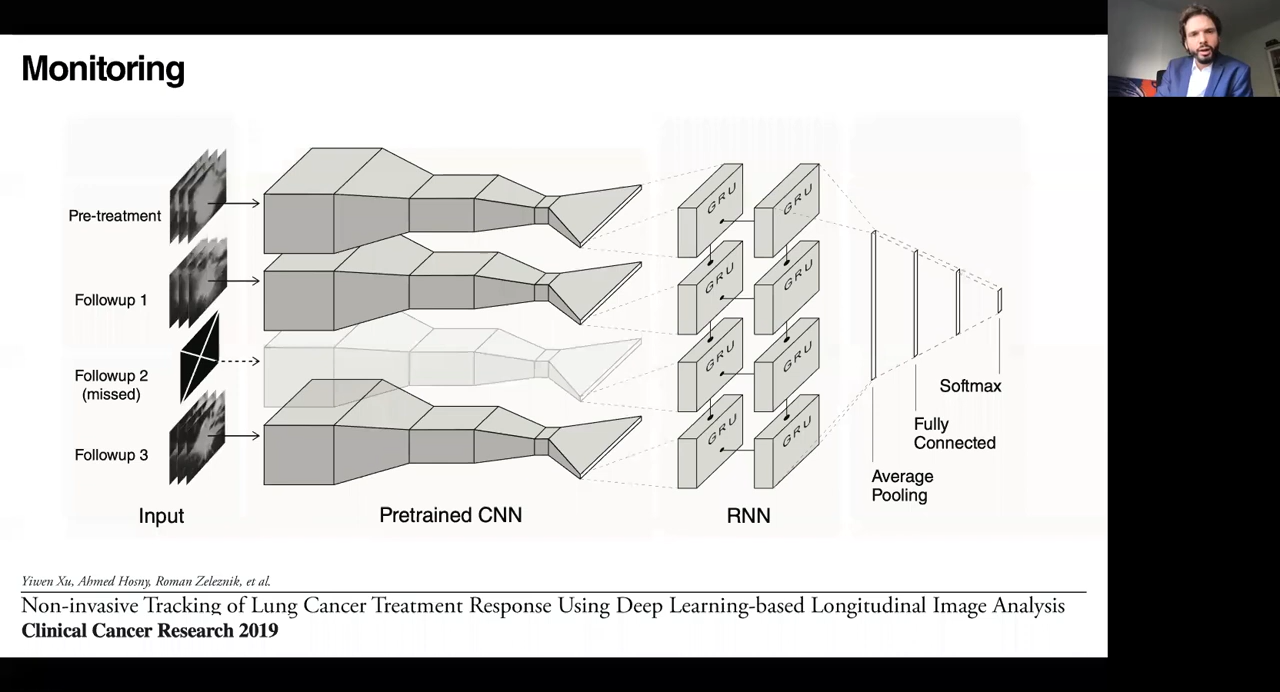 Monitoring
Pre-treatment
Followup 1
Followup 2
(missed)
Followup 3
Input
Pretrained CNN
GRU
GRU
GRU
GRU
GRU
GRU
GRU
GRU
RNN
Softmax
Fully
Connected
Average
Pooling
Yiwen Xu, Ahmed Hosny, Roman Zeleznik, et al.
Non-invasive Tracking of Lung Cancer Treatment Response Using Deep Learning-based Longitudinal Image Analysis
Clinical Cancer Research 2019